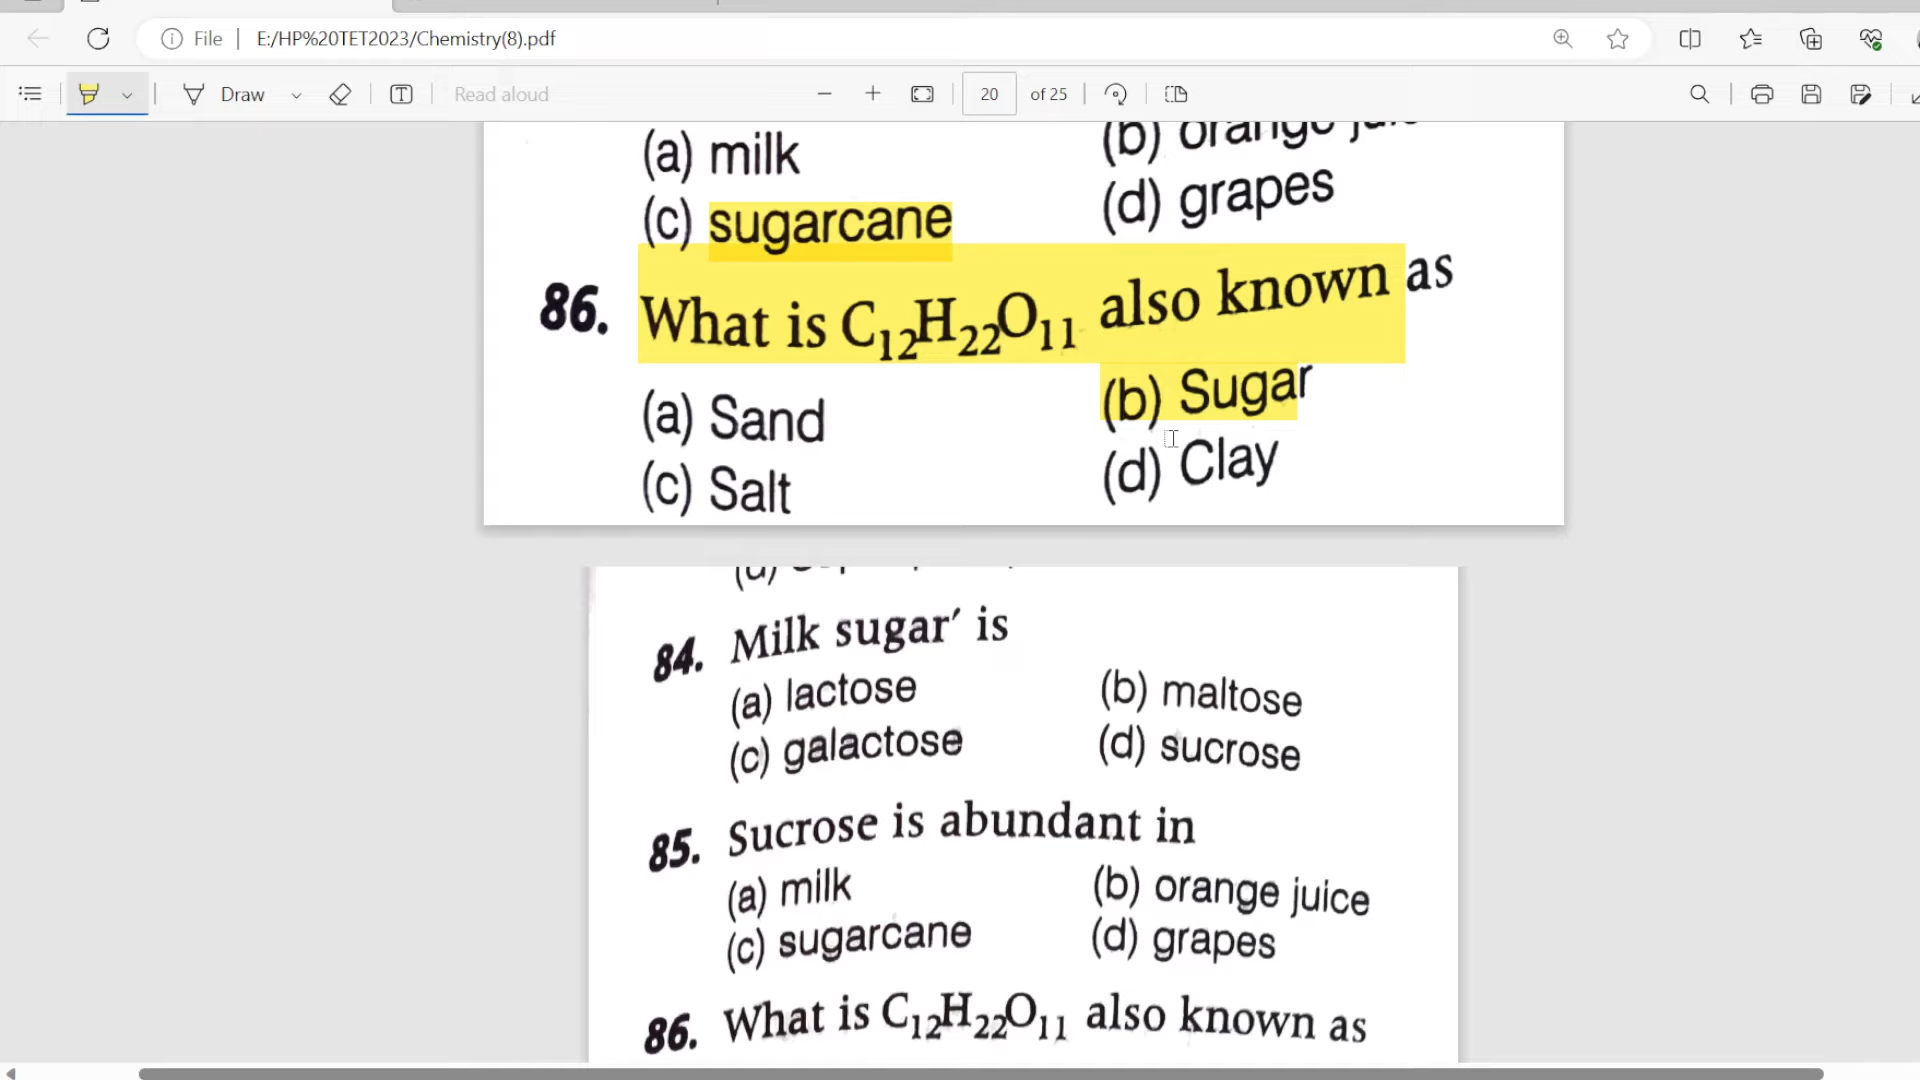 File E:/HP%20TET2023/Chemistry(8).pdf
Draw Read aloud 20 of 25
(a) milk (b) orange
(c) sugarcane (d) grapes
86. What is C₁₂H₂₂O₁₁ also known as
(a) Sand (b) Sugar
(c) Salt (d) Clay
84. Milk sugar′ is
(a) lactose (b) maltose
(c) galactose (d) sucrose
85. Sucrose is abundant in
(a) milk (b) orange juice
(c) sugarcane (d) grapes
86. What is C₁₂H₂₂O₁₁ also known as